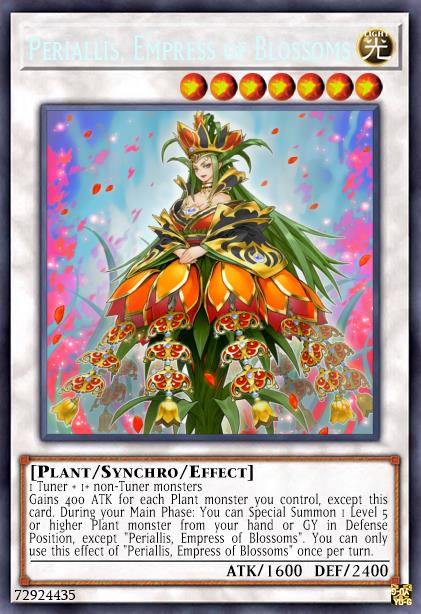 Periallis, Empress of Blossoms
LIGHT
光
[Plant/Synchro/Effect]
1 Tuner + 1+ non-Tuner monsters
Gains 400 ATK for each Plant monster you control, except this
card. During your Main Phase: You can Special Summon 1 Level 5
or higher Plant monster from your hand or GY in Defense
Position, except "Periallis, Empress of Blossoms". You can only
use this effect of "Periallis, Empress of Blossoms" once per turn.
ATK/1600 DEF/2400
72924435